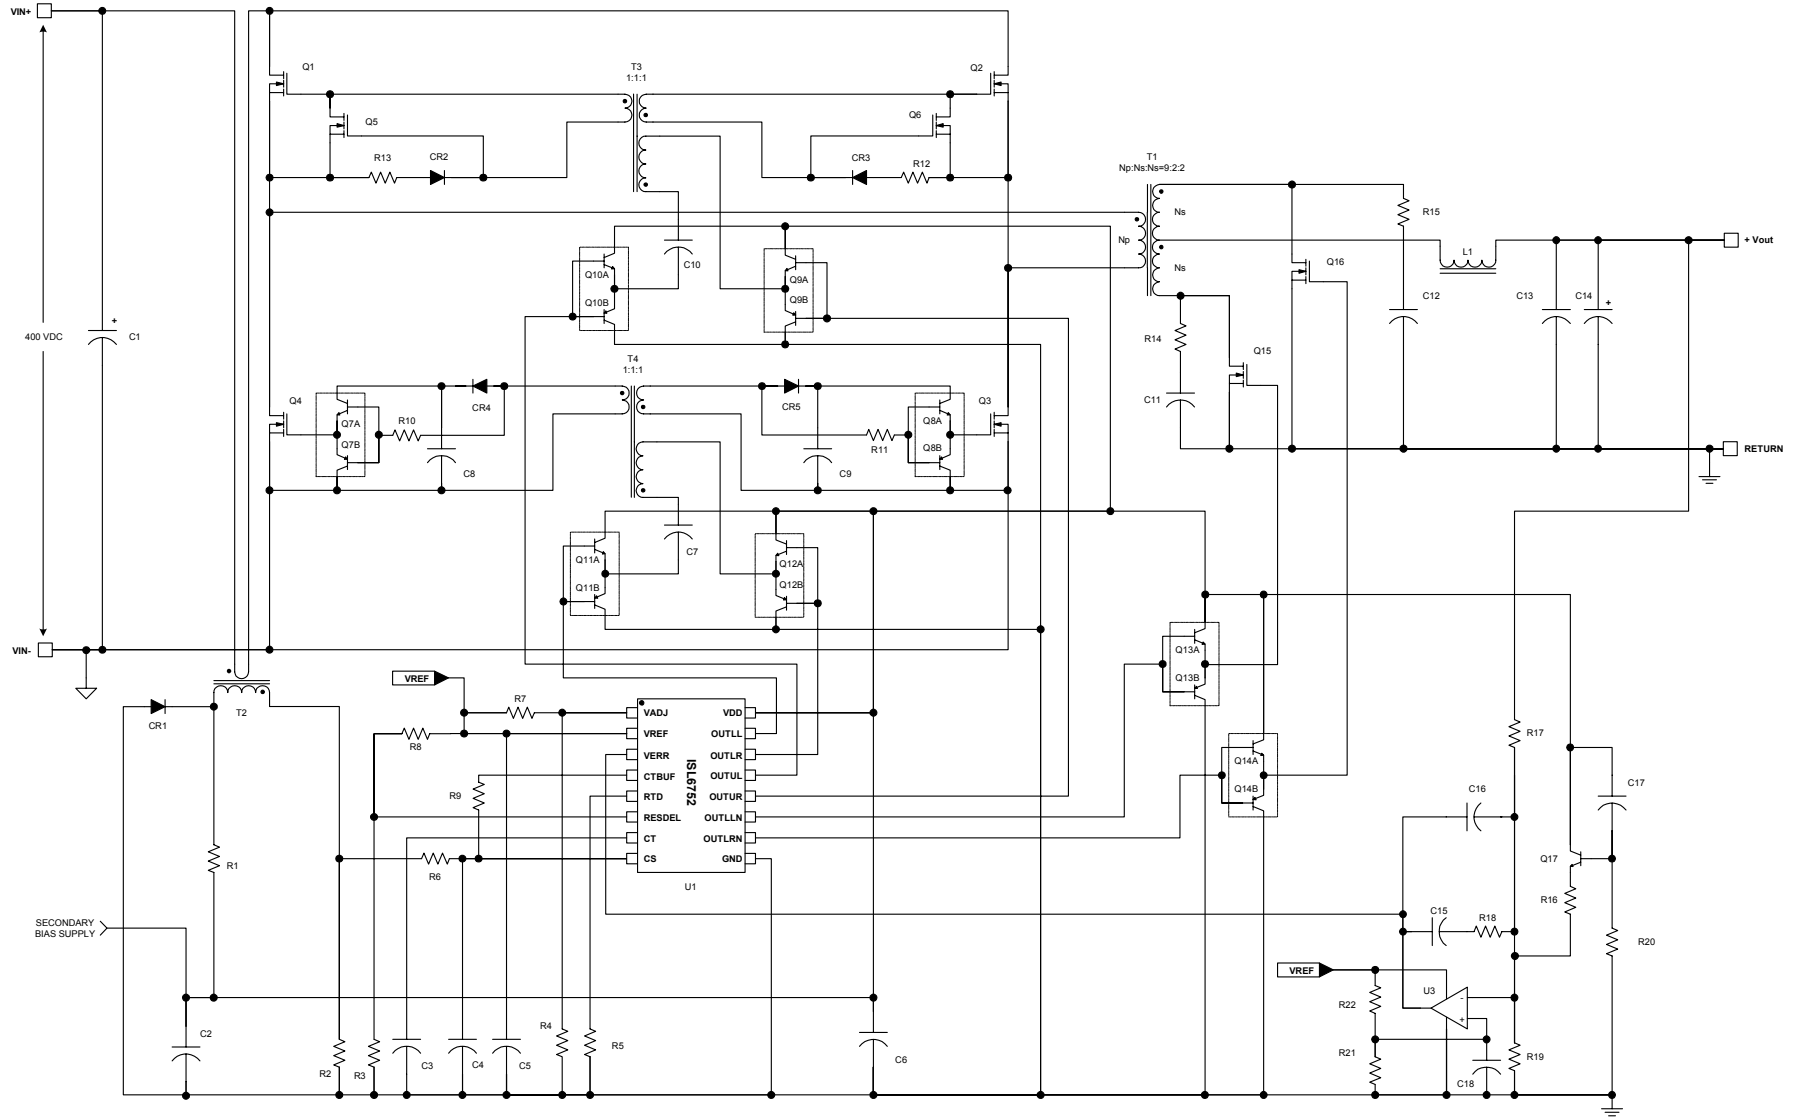 VIN+
Q1
T3
1:1:1
Q2
Q5
Q6
R13
CR2
CR3
R12
T1
Np:Ns:Ns=9:2:2
Ns
Np
Ns
R15
+ Vout
L1
Q16
Q10A
Q10B
C10
Q9A
Q9B
C12
C13
C14
+
400 VDC
+
C1
R14
Q15
T4
1:1:1
Q4
Q7A
Q7B
R10
CR4
C8
CR5
C9
R11
Q8A
Q8B
Q3
C11
RETURN
Q11A
Q11B
C7
Q12A
Q12B
VIN-
VREF
R7
T2
CR1
R8
R9
R6
R1
VADJ
VREF
VERR
CTBUF
RTD
RESDEL
CT
CS
ISL6752
VDD
OUTLL
OUTLR
OUTUL
OUTUR
OUTLLN
OUTLRN
GND
U1
Q13A
Q13B
Q14A
Q14B
R17
C16
C17
Q17
R16
C15
R18
R20
SECONDARY
BIAS SUPPLY
VREF
R22
U3
-
+
R21
C18
R19
C2
R2
R3
C3
C4
C5
R4
R5
C6